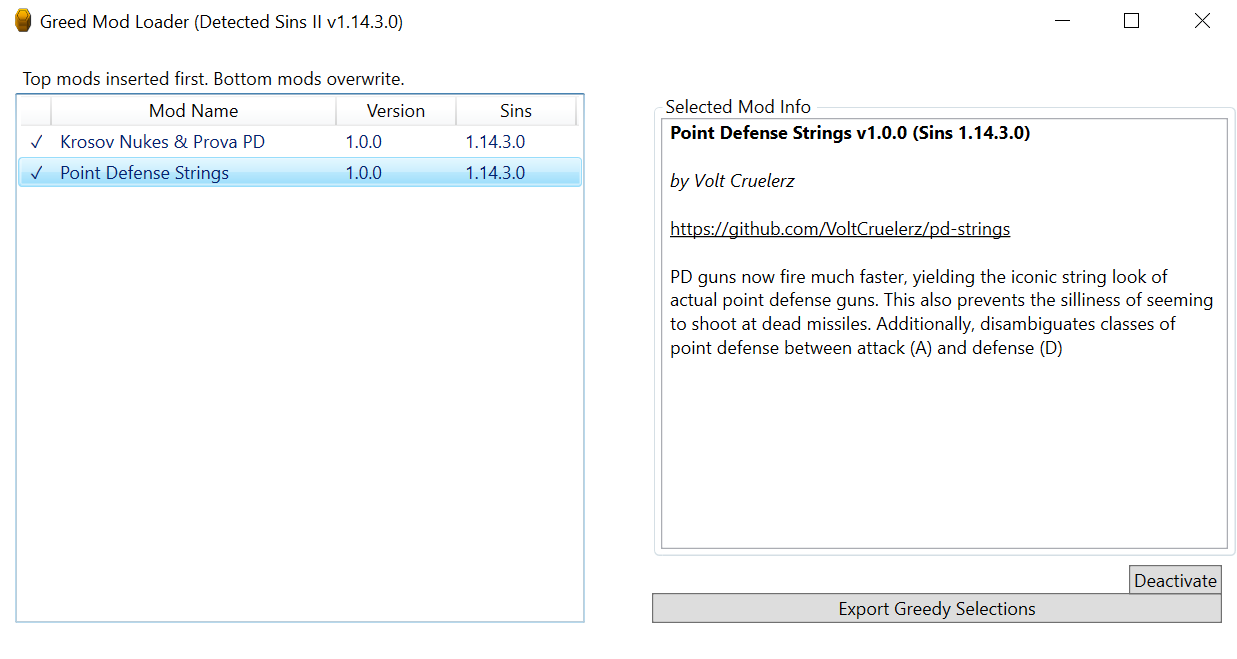 Greed Mod Loader (Detected Sins II v1.14.3.0)
Top mods inserted first. Bottom mods overwrite.
Mod Name Version Sins
✓ Krosov Nukes & Prova PD 1.0.0 1.14.3.0
✓ Point Defense Strings 1.0.0 1.14.3.0
Selected Mod Info
Point Defense Strings v1.0.0 (Sins 1.14.3.0)
by Volt Cruelerz
https://github.com/VoltCruelerz/pd-strings
PD guns now fire much faster, yielding the iconic string look of
actual point defense guns. This also prevents the silliness of seeming
to shoot at dead missiles. Additionally, disambiguates classes of
point defense between attack (A) and defense (D)
Deactivate
Export Greedy Selections